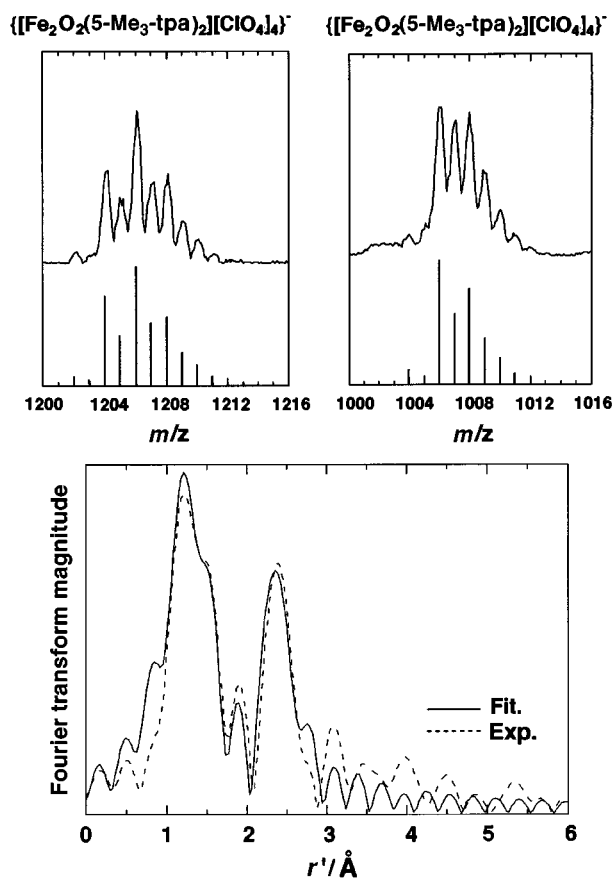 {[Fe₂O₂(5-Me₃-tpa)₂][ClO₄]₄}⁻
{[Fe₂O₂(5-Me₃-tpa)₂][ClO₄]₄}⁻
1200 1204 1208 1212 1216
m/z
1000 1004 1008 1012 1016
m/z
Fourier transform magnitude
Fit.
Exp.
0 1 2 3 4 5 6
r'/Å